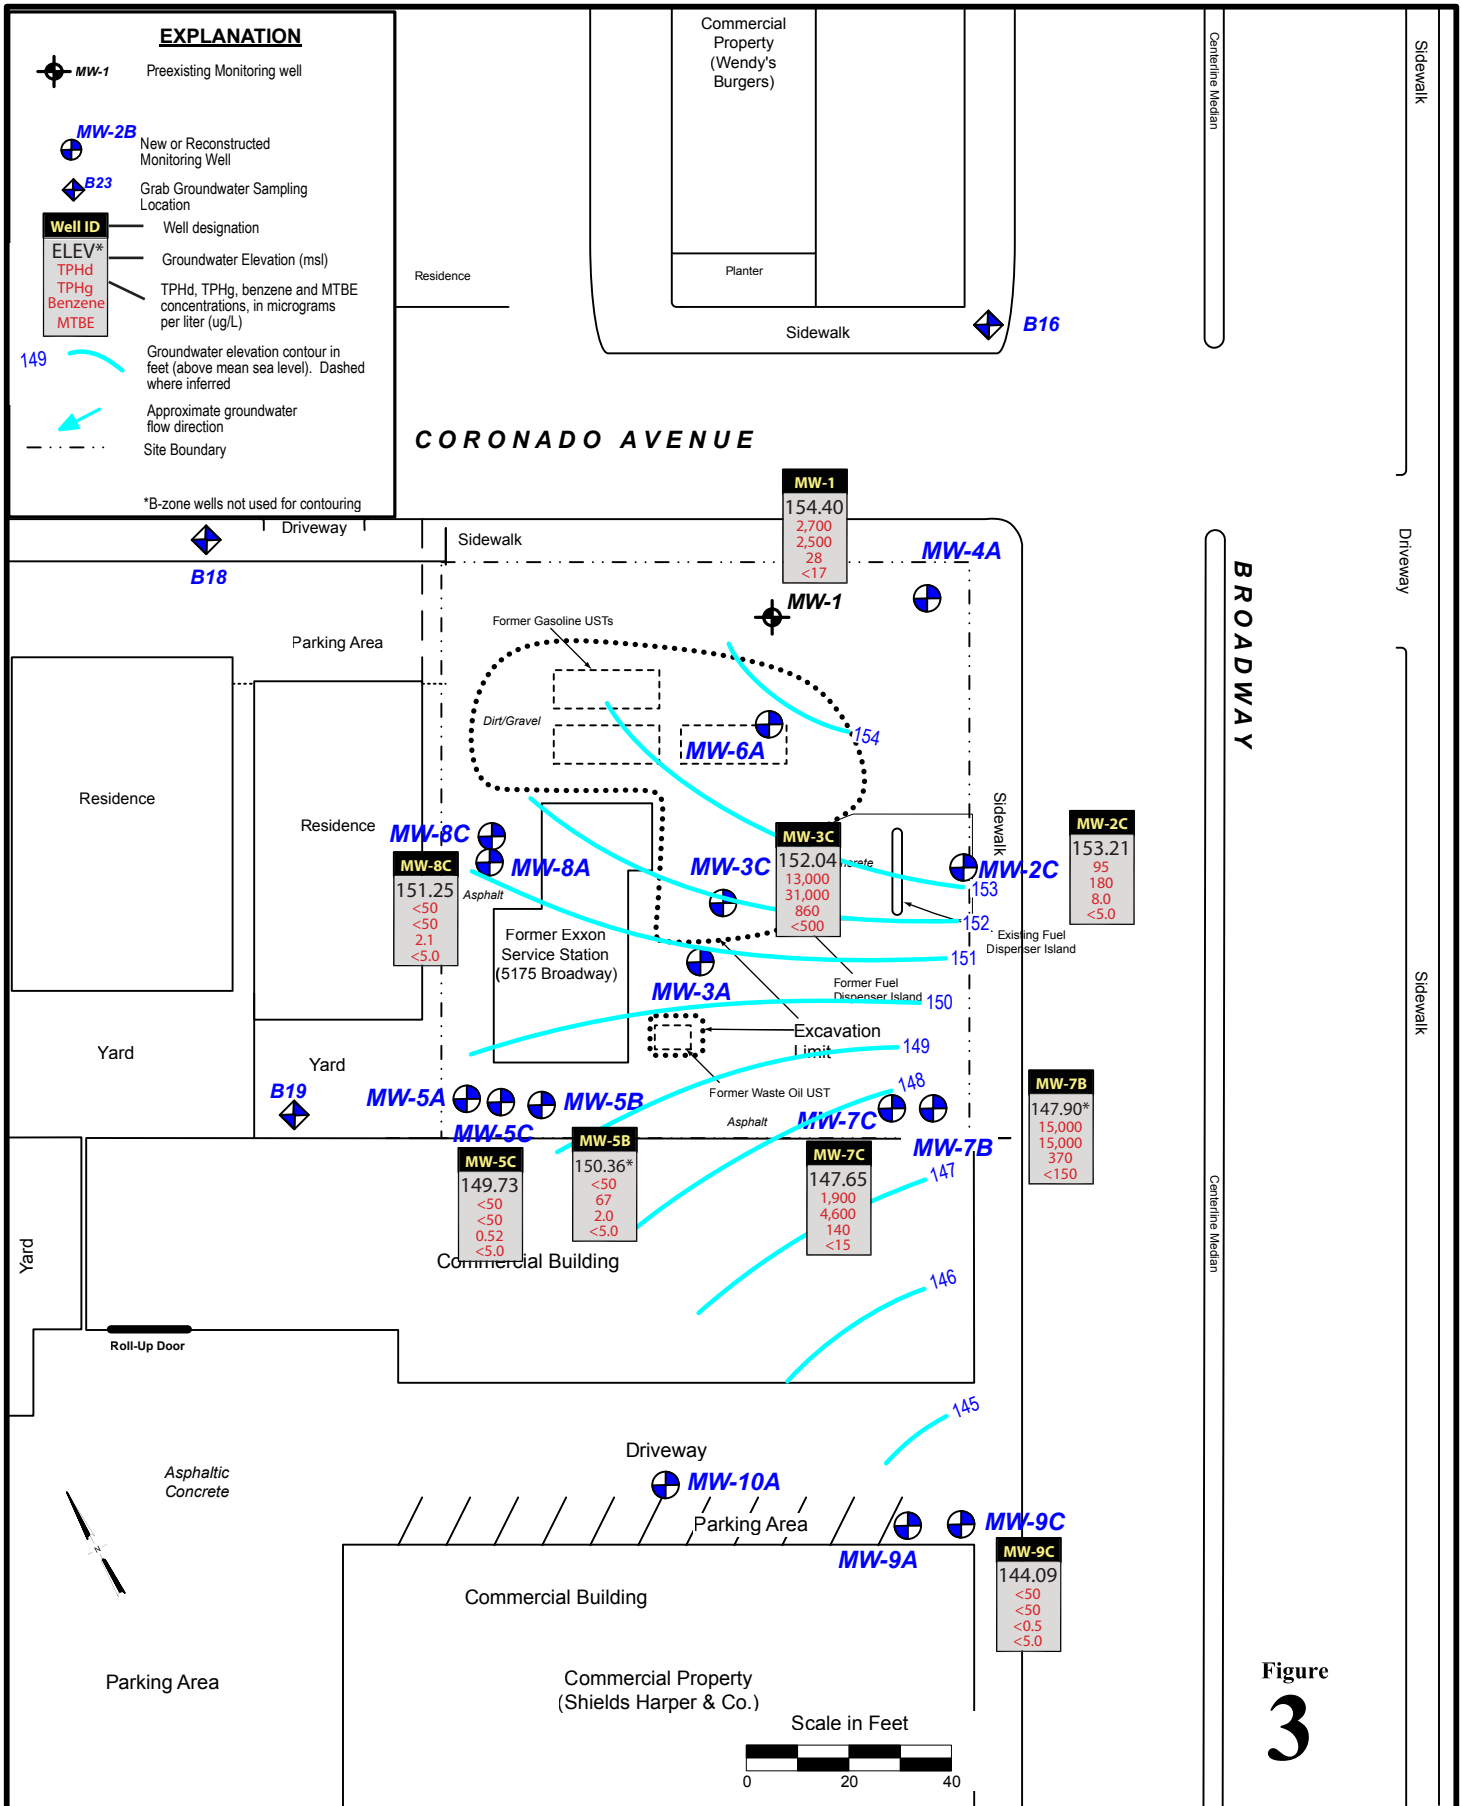 EXPLANATION
MW-1
Preexisting Monitoring well
MW-2B
New or Reconstructed
Monitoring Well
B23
Grab Groundwater Sampling
Location
Well ID
Well designation
ELEV*
Groundwater Elevation (msl)
TPHd
TPHg
Benzene
MTBE
TPHd, TPHg, benzene and MTBE
concentrations, in micrograms
per liter (ug/L)
149
Groundwater elevation contour in
feet (above mean sea level). Dashed
where inferred
Approximate groundwater
flow direction
Site Boundary
*B-zone wells not used for contouring
Commercial
Property
(Wendy's
Burgers)
Planter
Sidewalk
Residence
B16
Centerline Median
Sidewalk
CORONADO AVENUE
Driveway
Sidewalk
B18
MW-1
154.40
2,700
2,500
28
<17
MW-4A
MW-1
BROADWAY
Driveway
Parking Area
Former Gasoline USTs
Dirt/Gravel
MW-6A
154
Residence
Residence
MW-8C
MW-8A
MW-8C
151.25
<50
<50
2.1
<5.0
Asphalt
MW-3C
MW-3C
152.04
13,000
31,000
860
<500
crete
Sidewalk
MW-2C
MW-2C
153.21
95
180
8.0
<5.0
153
152
151
Existing Fuel
Dispenser Island
Former Exxon
Service Station
(5175 Broadway)
MW-3A
Former Fuel
Dispenser Island
150
Excavation
Limit
149
Sidewalk
Yard
Yard
B19
MW-5A
MW-5B
MW-5C
Former Waste Oil UST
Asphalt
148
MW-7C
MW-7B
MW-7B
147.90*
15,000
15,000
370
<150
MW-5C
149.73
<50
<50
0.52
<5.0
MW-5B
150.36*
<50
67
2.0
<5.0
MW-7C
147.65
1,900
4,600
140
<15
147
Yard
Commercial Building
146
Centerline Median
Roll-Up Door
145
Driveway
Asphaltic
Concrete
MW-10A
Parking Area
MW-9C
MW-9A
MW-9C
144.09
<50
<50
<0.5
<5.0
N
Commercial Building
Parking Area
Commercial Property
(Shields Harper & Co.)
Scale in Feet
0 20 40
Figure
3